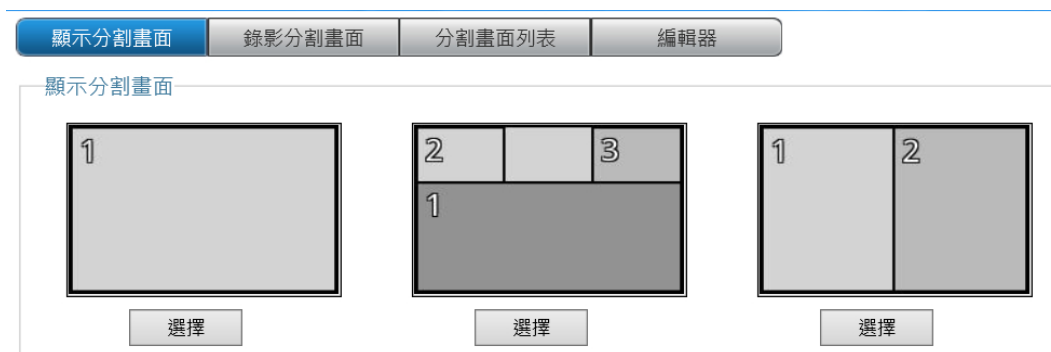 顯示分割畫面 錄影分割畫面 分割畫面列表 編輯器
顯示分割畫面
1 2 3 1 2
1
選擇 選擇 選擇